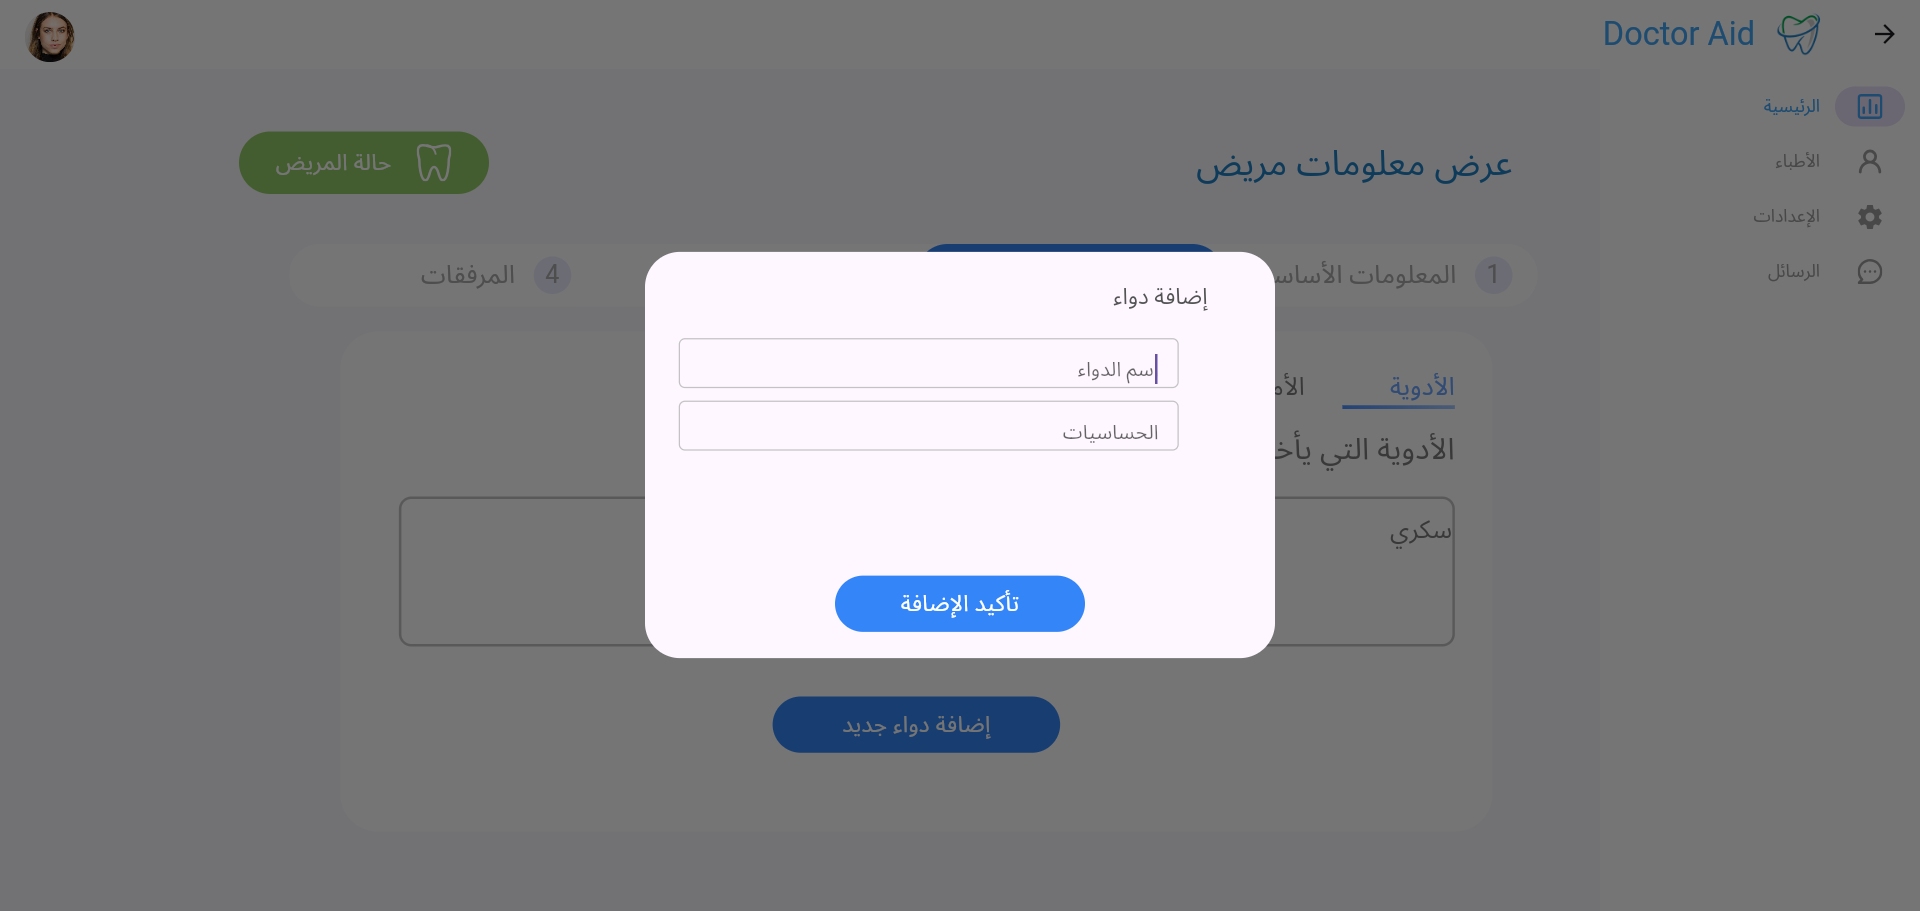 Doctor Aid
الرئيسية
الأطباء
الإعدادات
الرسائل
عرض معلومات مريض
حالة المريض
1 المعلومات الأساس
4 المرفقات
الأدوية
الأم
الأدوية التي يأخ
سكري
إضافة دواء جديد
إضافة دواء
اسم الدواء
الحساسيات
تأكيد الإضافة